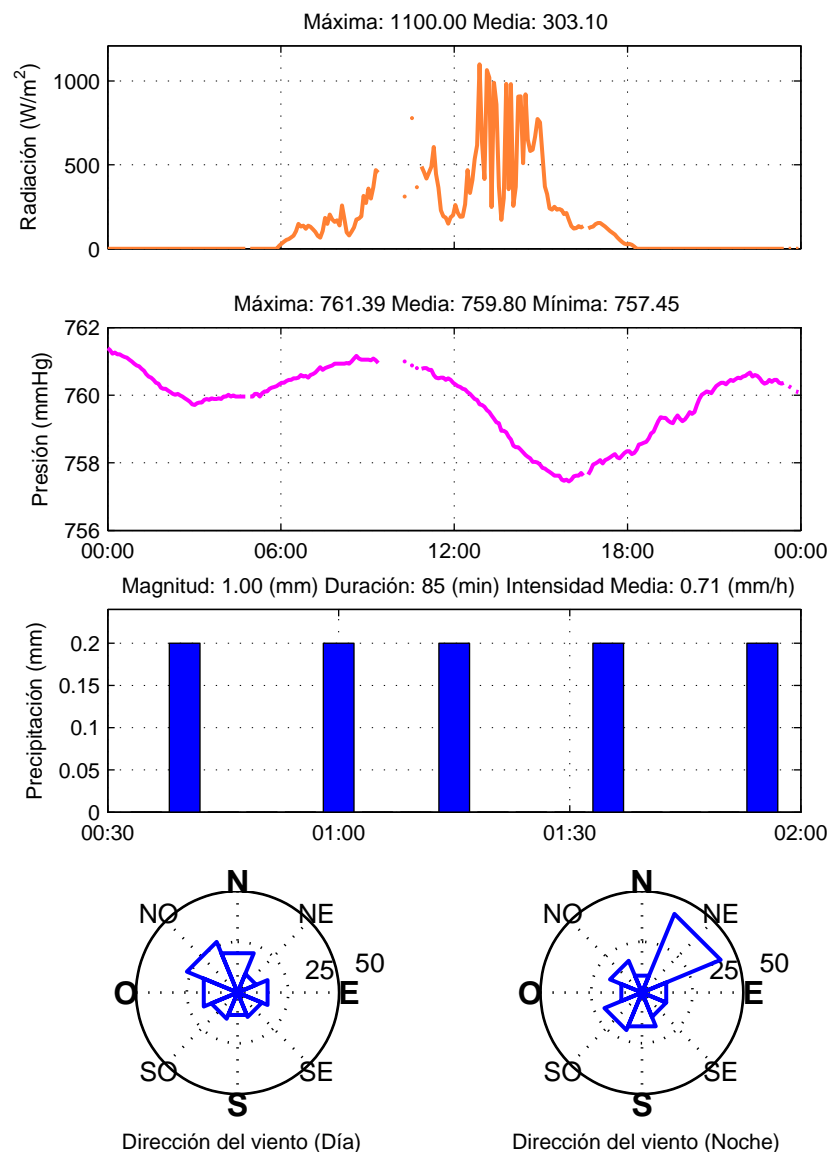 Máxima: 1100.00 Media: 303.10
Radiación (W/m²)
1000
500
0
Máxima: 761.39 Media: 759.80 Mínima: 757.45
Presión (mmHg)
762
760
758
756
00:00 06:00 12:00 18:00 00:00
Magnitud: 1.00 (mm) Duración: 85 (min) Intensidad Media: 0.71 (mm/h)
Precipitación (mm)
0.2
0.15
0.1
0.05
0
00:30 01:00 01:30 02:00
N
NO NE
25 50
O E
SO SE
S
Dirección del viento (Día)
N
NO NE
25 50
O E
SO SE
S
Dirección del viento (Noche)